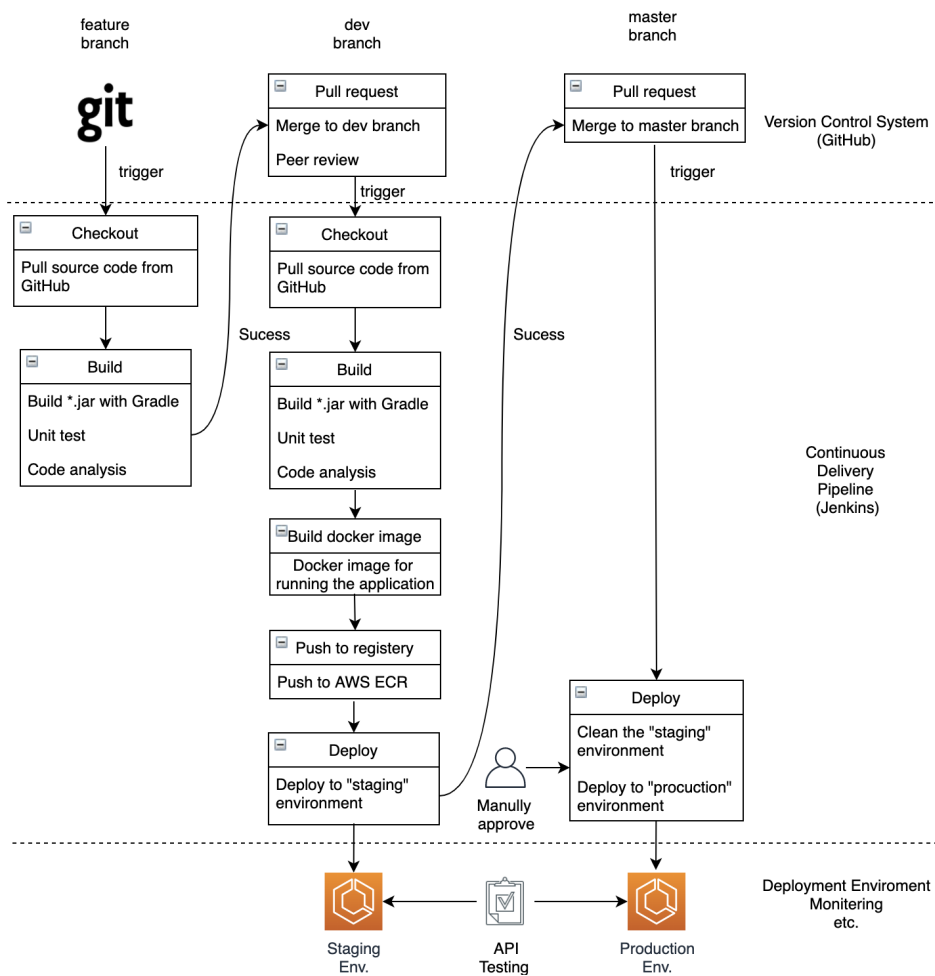 feature
branch
dev
branch
master
branch
git
Pull request
Merge to dev branch
Peer review
Pull request
Merge to master branch
Version Control System
(GitHub)
trigger
trigger
trigger
Checkout
Pull source code from
GitHub
Checkout
Pull source code from
GitHub
Sucess
Sucess
Build
Build *.jar with Gradle
Unit test
Code analysis
Build
Build *.jar with Gradle
Unit test
Code analysis
Continuous
Delivery
Pipeline
(Jenkins)
Build docker image
Docker image for
running the application
Push to registery
Push to AWS ECR
Deploy
Deploy to "staging"
environment
Manully
approve
Deploy
Clean the "staging"
environment
Deploy to "procuction"
environment
Deployment Enviroment
Monitering
etc.
Staging
Env.
API
Testing
Production
Env.